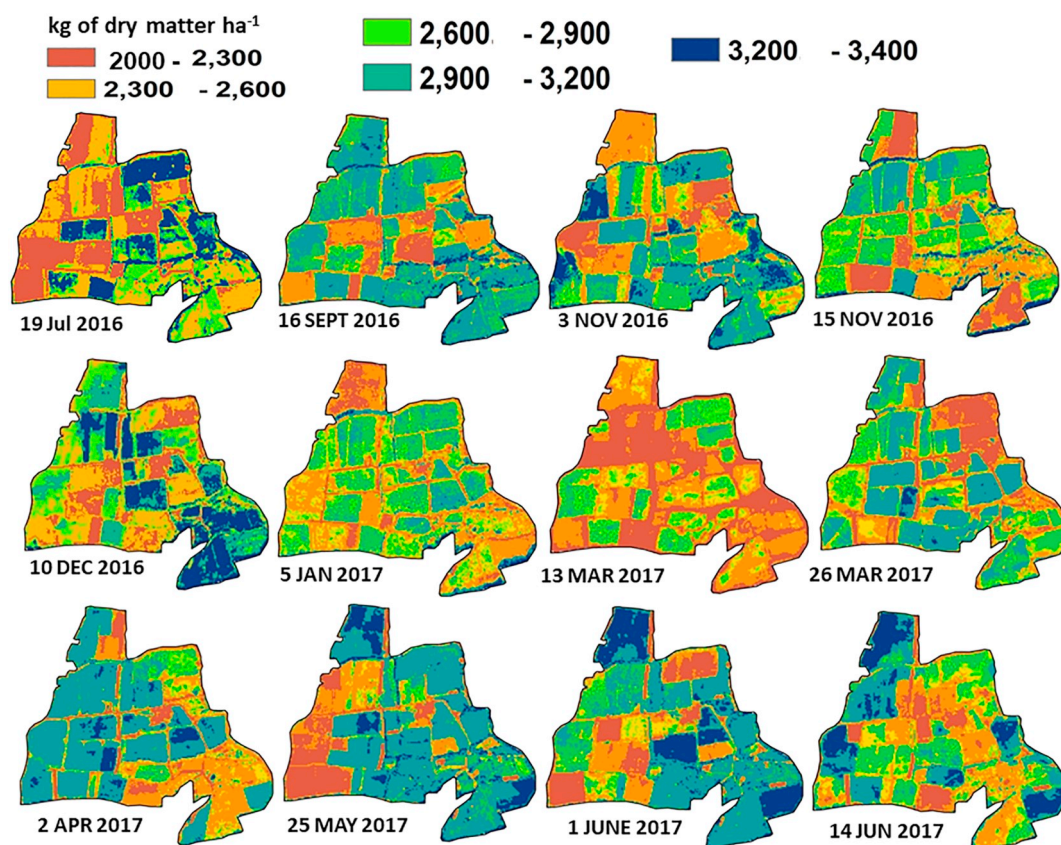 kg of dry matter ha⁻¹
2000 - 2,300
2,300 - 2,600
2,600 - 2,900
2,900 - 3,200
3,200 - 3,400
19 Jul 2016
16 SEPT 2016
3 NOV 2016
15 NOV 2016
10 DEC 2016
5 JAN 2017
13 MAR 2017
26 MAR 2017
2 APR 2017
25 MAY 2017
1 JUNE 2017
14 JUN 2017